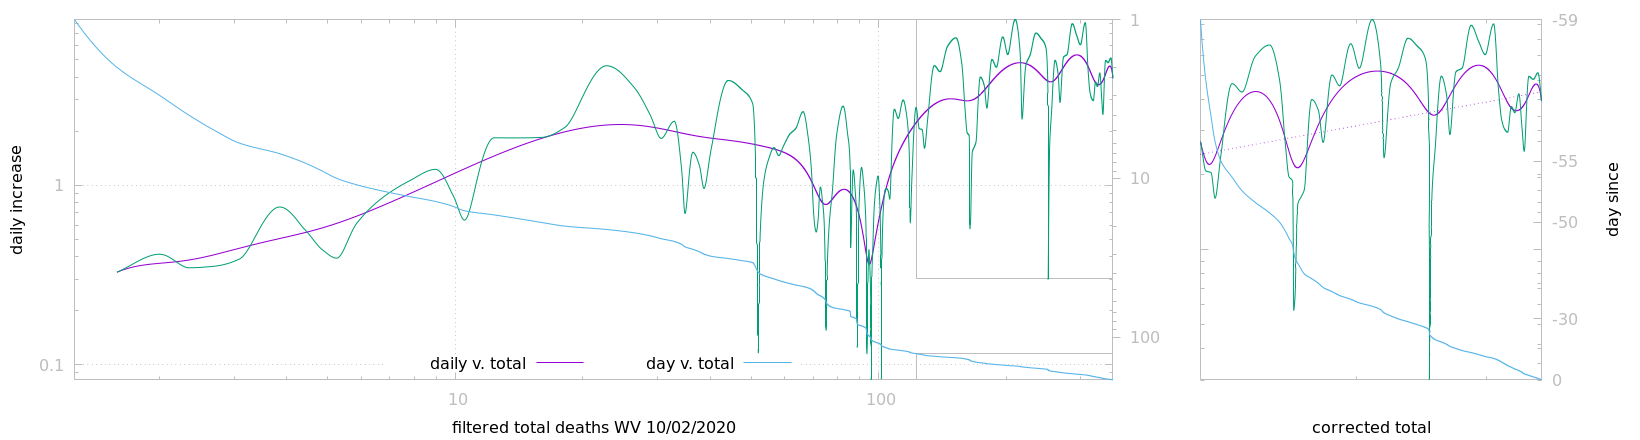 daily increase
1
0.1
10
100
daily v. total
day v. total
filtered total deaths WV 10/02/2020
1
10
100
-59
-55
-50
-30
0
day since
corrected total